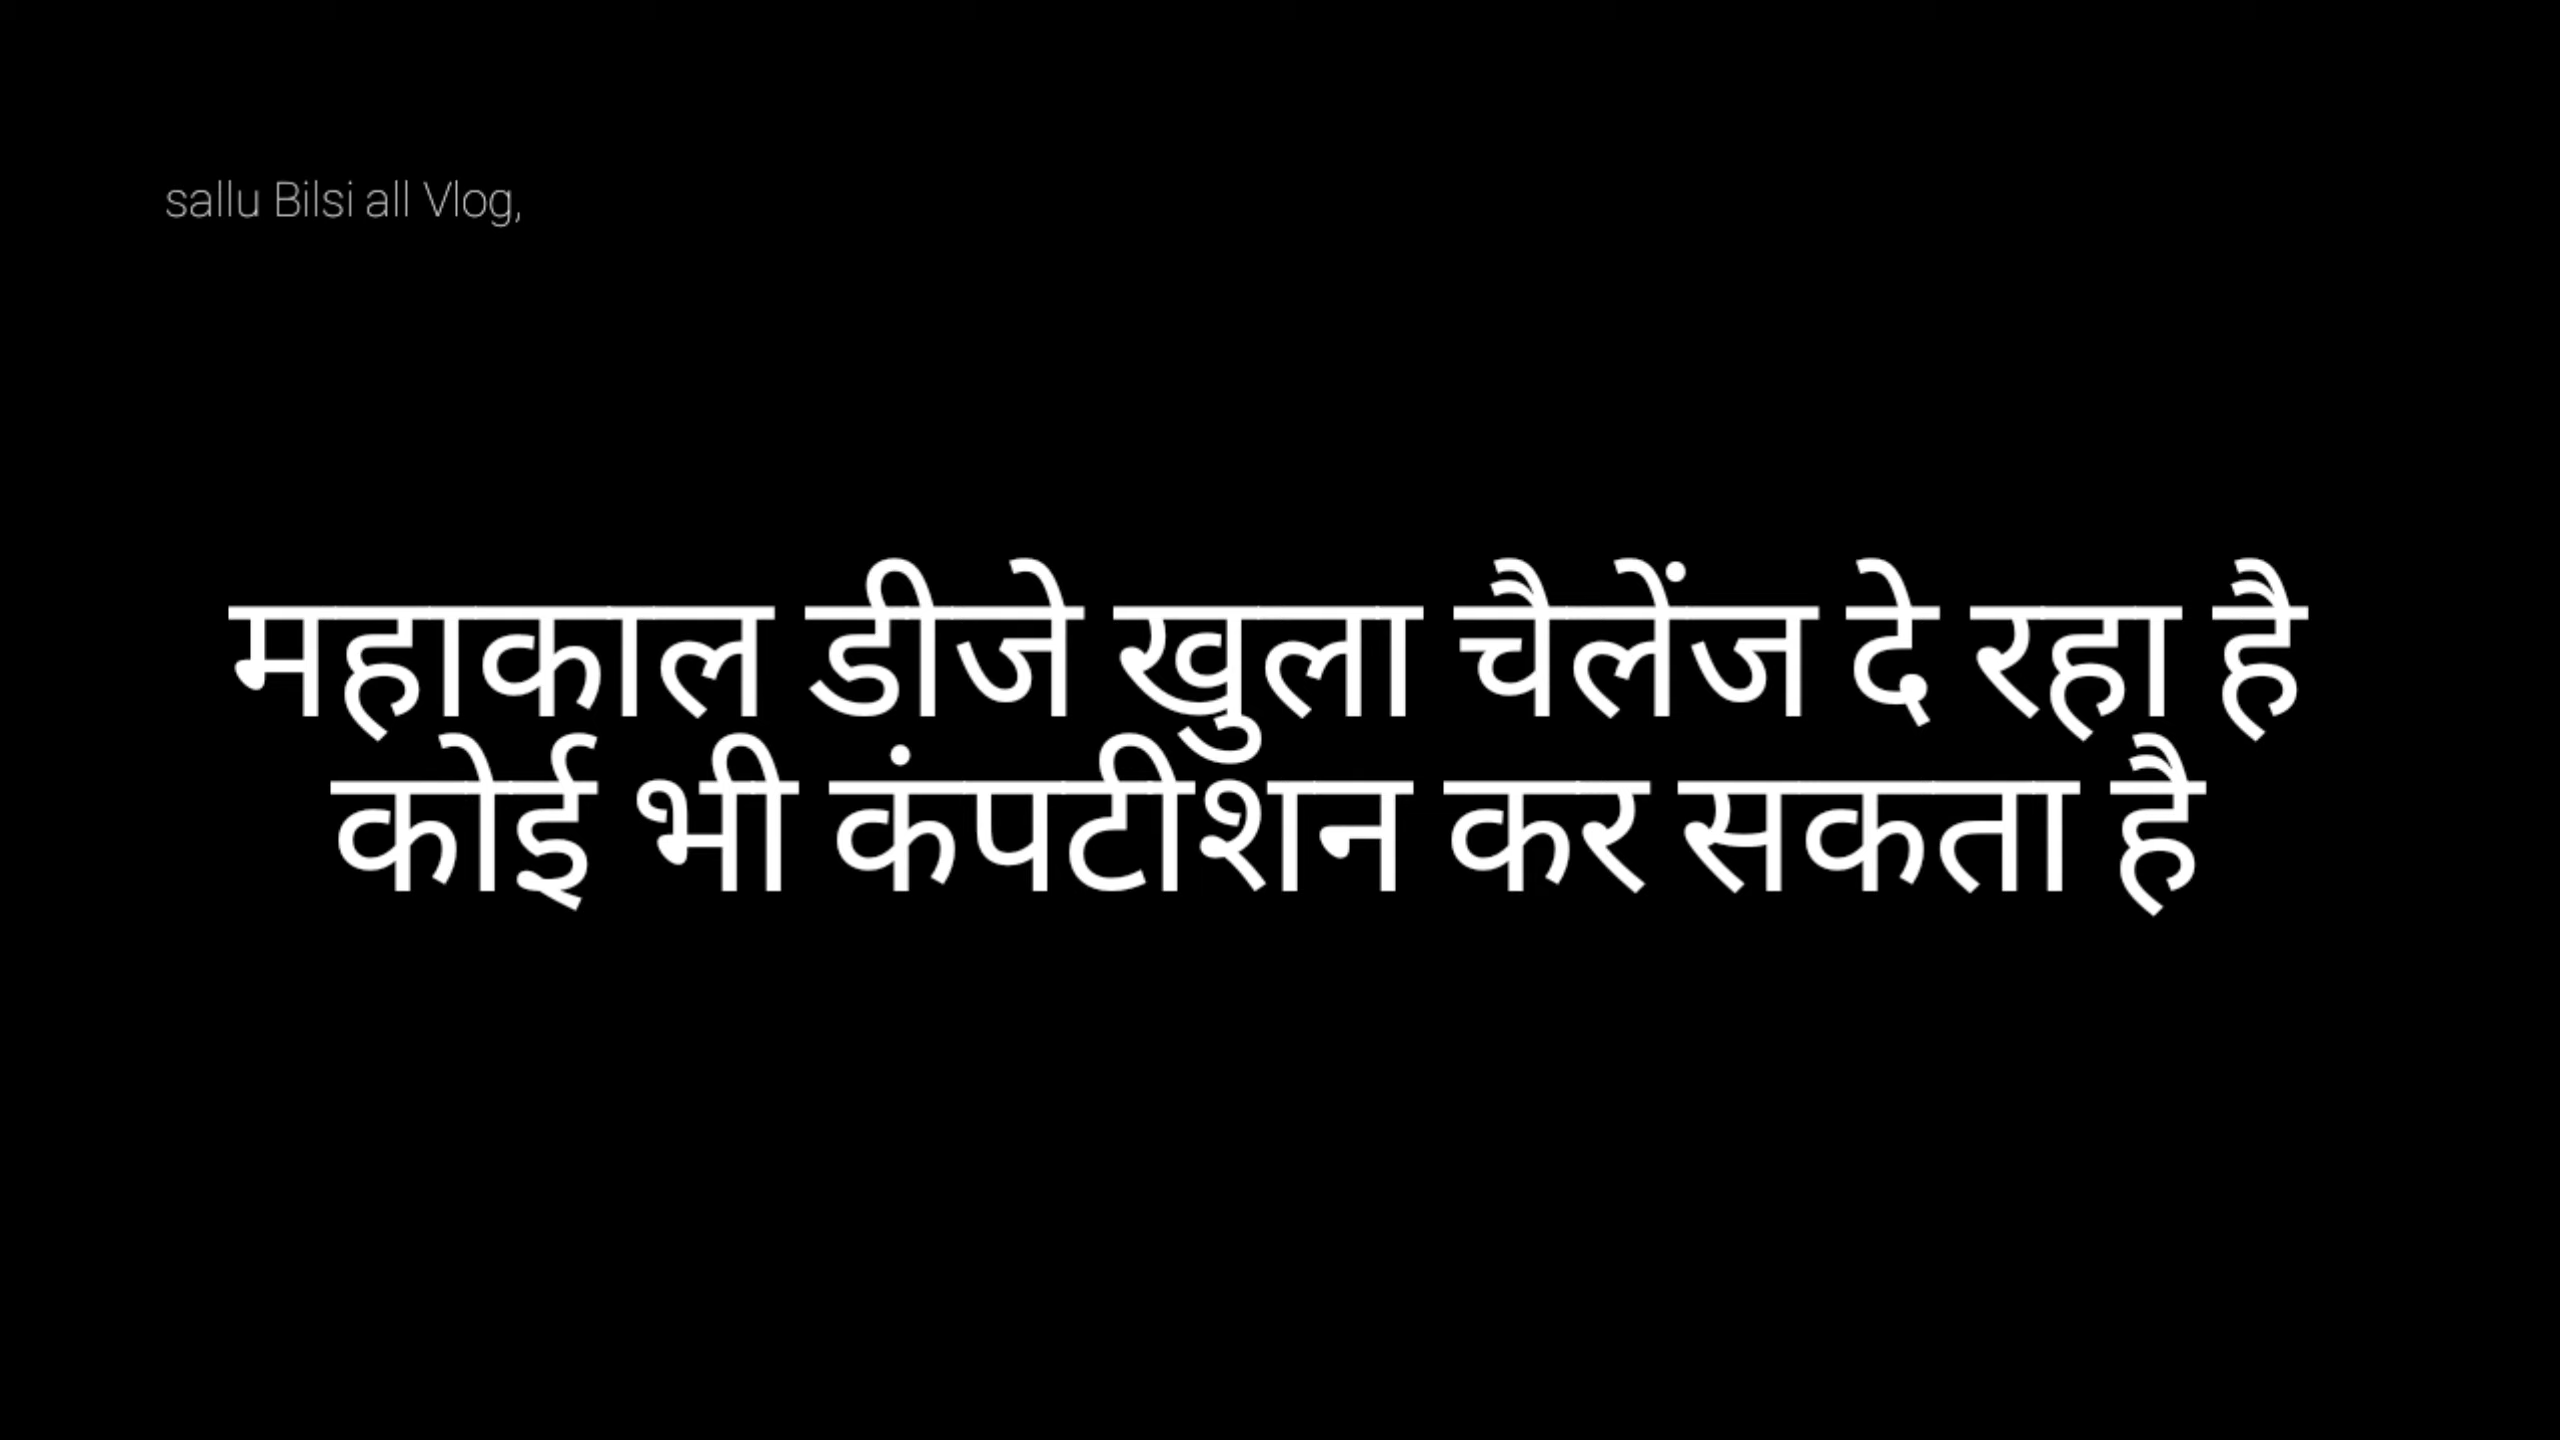 sallu Bilsi all Vlog,
महाकाल डीजे खुला चैलेंज दे रहा है
कोई भी कंपटीशन कर सकता है